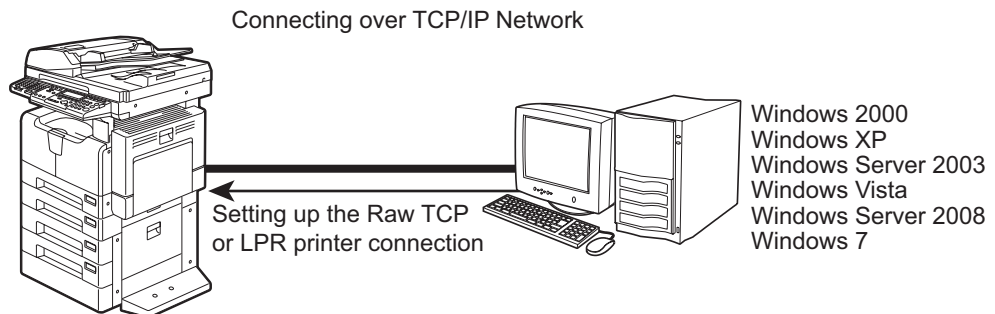 Connecting over TCP/IP Network
Windows 2000
Windows XP
Windows Server 2003
Windows Vista
Windows Server 2008
Windows 7
Setting up the Raw TCP
or LPR printer connection